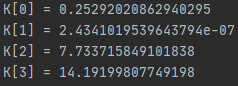 K[0] = 0.25292020862940295
K[1] = 2.4341019539643794e-07
K[2] = 7.733715849101838
K[3] = 14.19199807749198